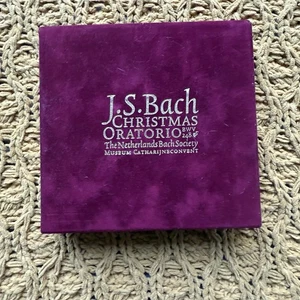 J.S.Bach
CHRISTMAS
ORATORIO BWV 248
The Netherlands Bach Society
MUSEUM CATHARIJNECONVENT